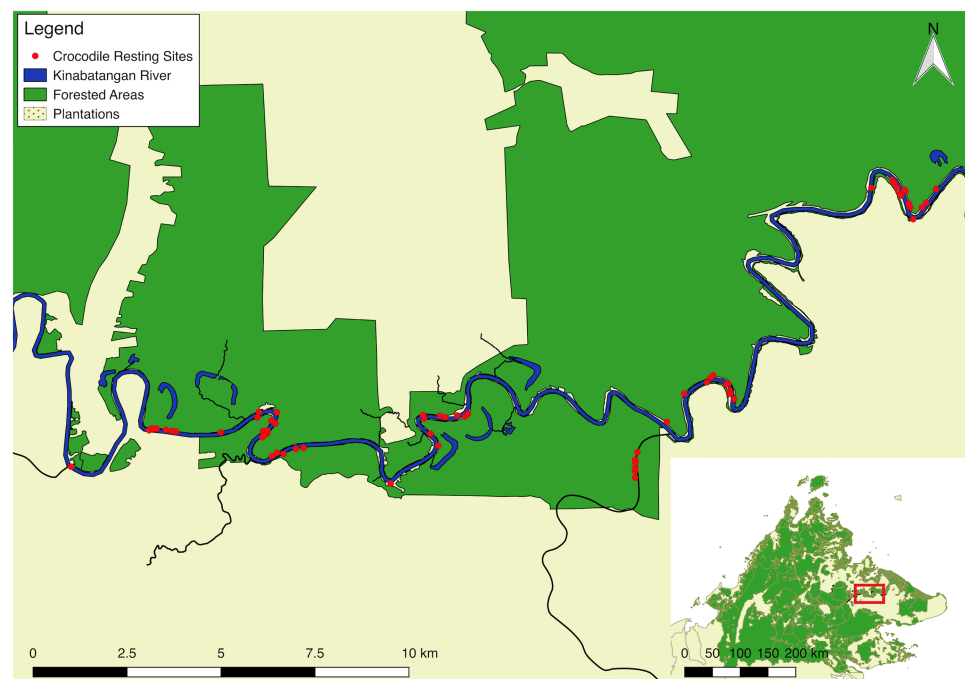 Legend
Crocodile Resting Sites
Kinabatangan River
Forested Areas
Plantations
N
0 2.5 5 7.5 10 km
0 50 100 150 200 km